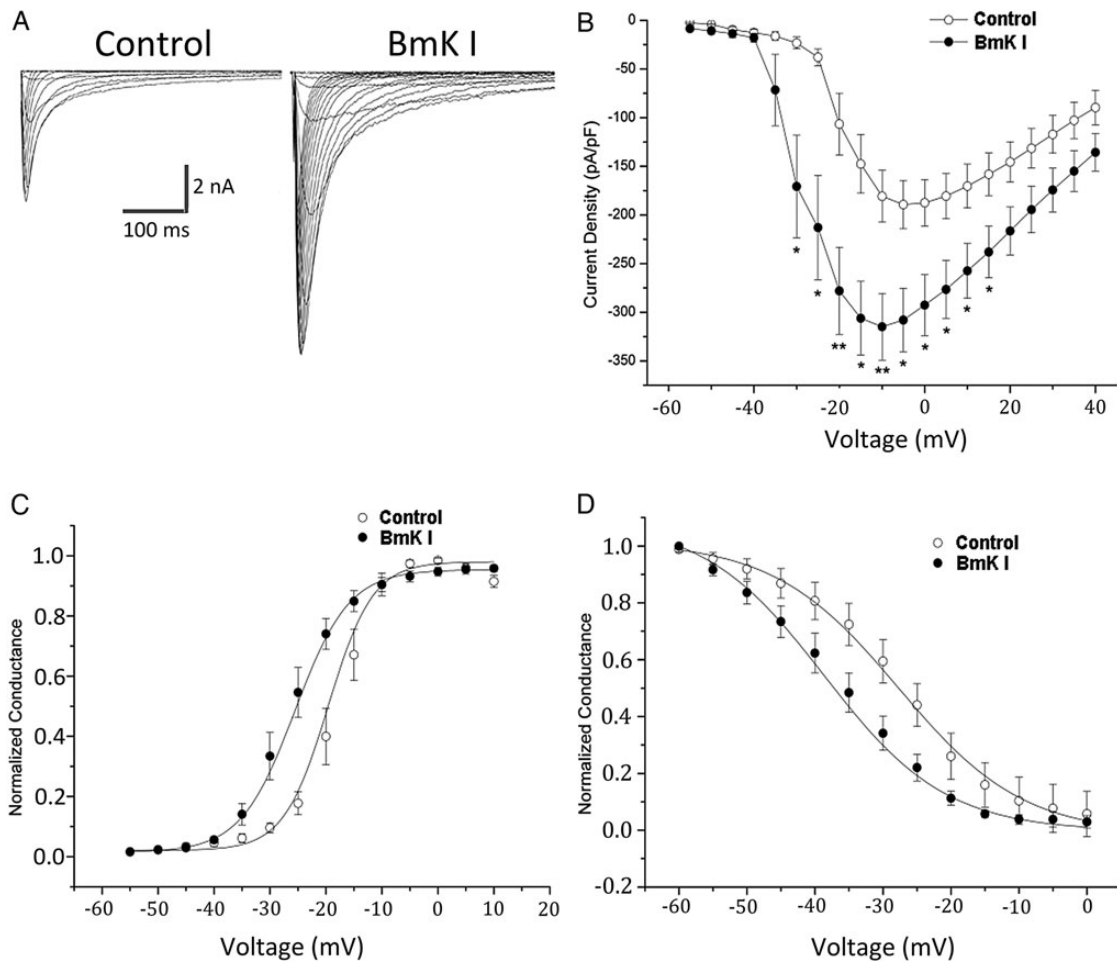 A
Control
BmK I
2 nA
100 ms
B
Control
BmK I
0
-50
-100
-150
-200
-250
-300
-350
Current Density (pA/pF)
* * ** * ** * * * * *
-60 -40 -20 0 20 40
Voltage (mV)
C
Control
BmK I
1.0
0.8
0.6
0.4
0.2
0.0
Normalized Conductance
-60 -50 -40 -30 -20 -10 0 10 20
Voltage (mV)
D
Control
BmK I
1.0
0.8
0.6
0.4
0.2
0.0
-0.2
Normalized Conductance
-60 -50 -40 -30 -20 -10 0
Voltage (mV)